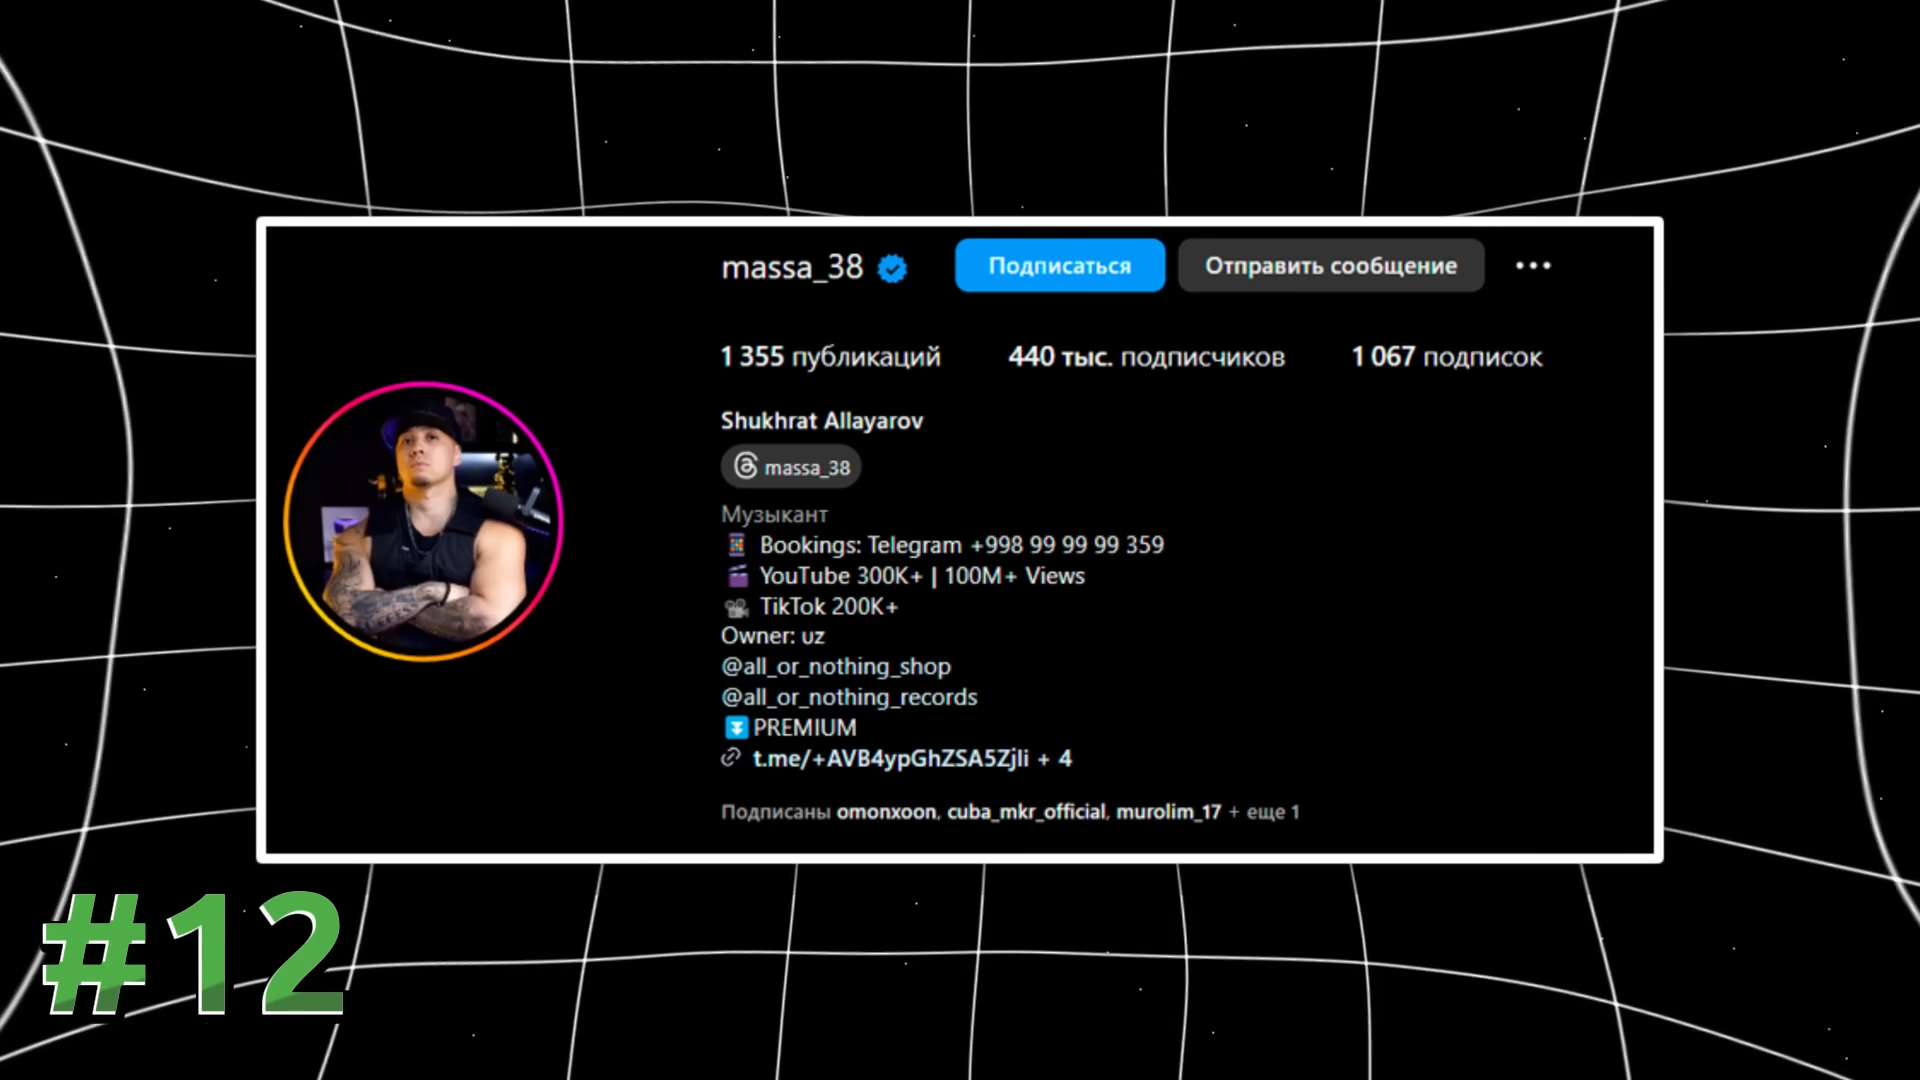 massa_38 Подписаться Отправить сообщение
1 355 публикаций 440 тыс. подписчиков 1 067 подписок
Shukhrat Allayarov
massa_38
Музыкант
Bookings: Telegram +998 99 99 99 359
YouTube 300K+ | 100M+ Views
TikTok 200K+
Owner: uz
@all_or_nothing_shop
@all_or_nothing_records
PREMIUM
t.me/+AVB4ypGhZSA5Zjli + 4
Подписаны omonxoon, cuba_mkr_official, murolim_17 + еще 1
#12